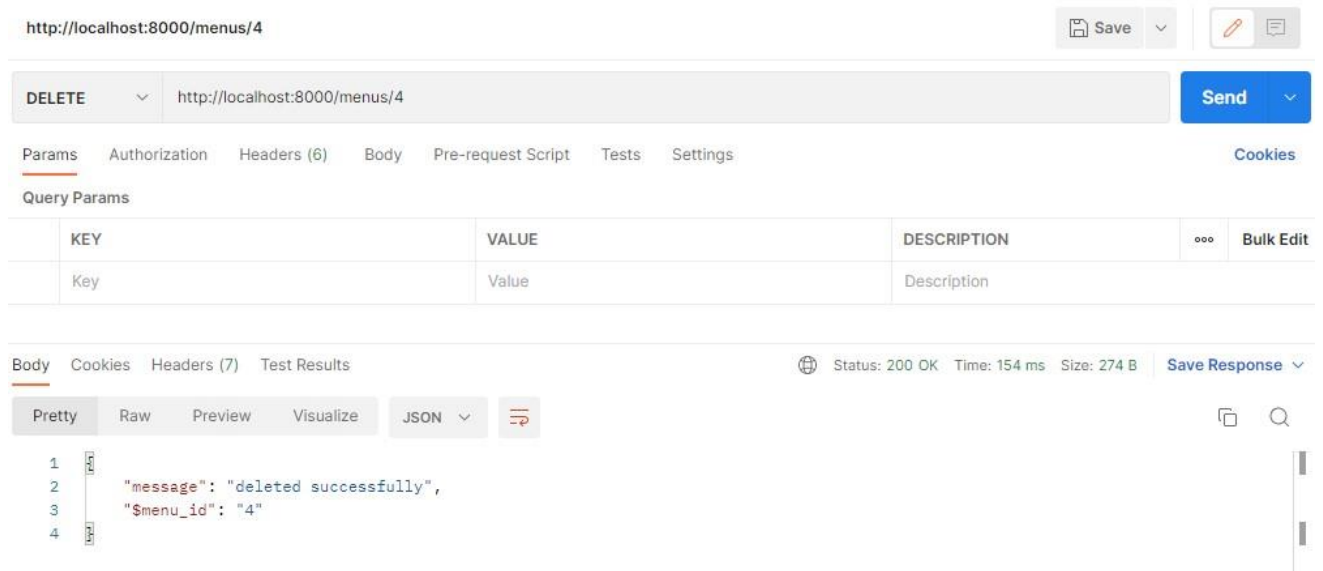 http://localhost:8000/menus/4 Save
DELETE http://localhost:8000/menus/4 Send
Params Authorization Headers (6) Body Pre-request Script Tests Settings Cookies
Query Params
KEY VALUE DESCRIPTION ooo Bulk Edit
Key Value Description
Body Cookies Headers (7) Test Results Status: 200 OK Time: 154 ms Size: 274 B Save Response
Pretty Raw Preview Visualize JSON
1 {
2 "message": "deleted successfully",
3 "$menu_id": "4"
4 }